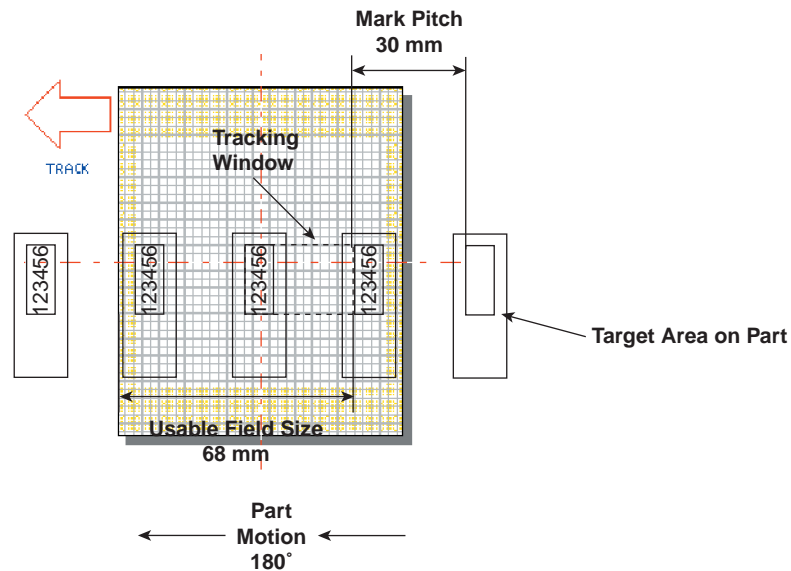 Mark Pitch
30 mm
Tracking
Window
TRACK
123456
123456
123456
123456
Target Area on Part
Usable Field Size
68 mm
Part
Motion
180˚